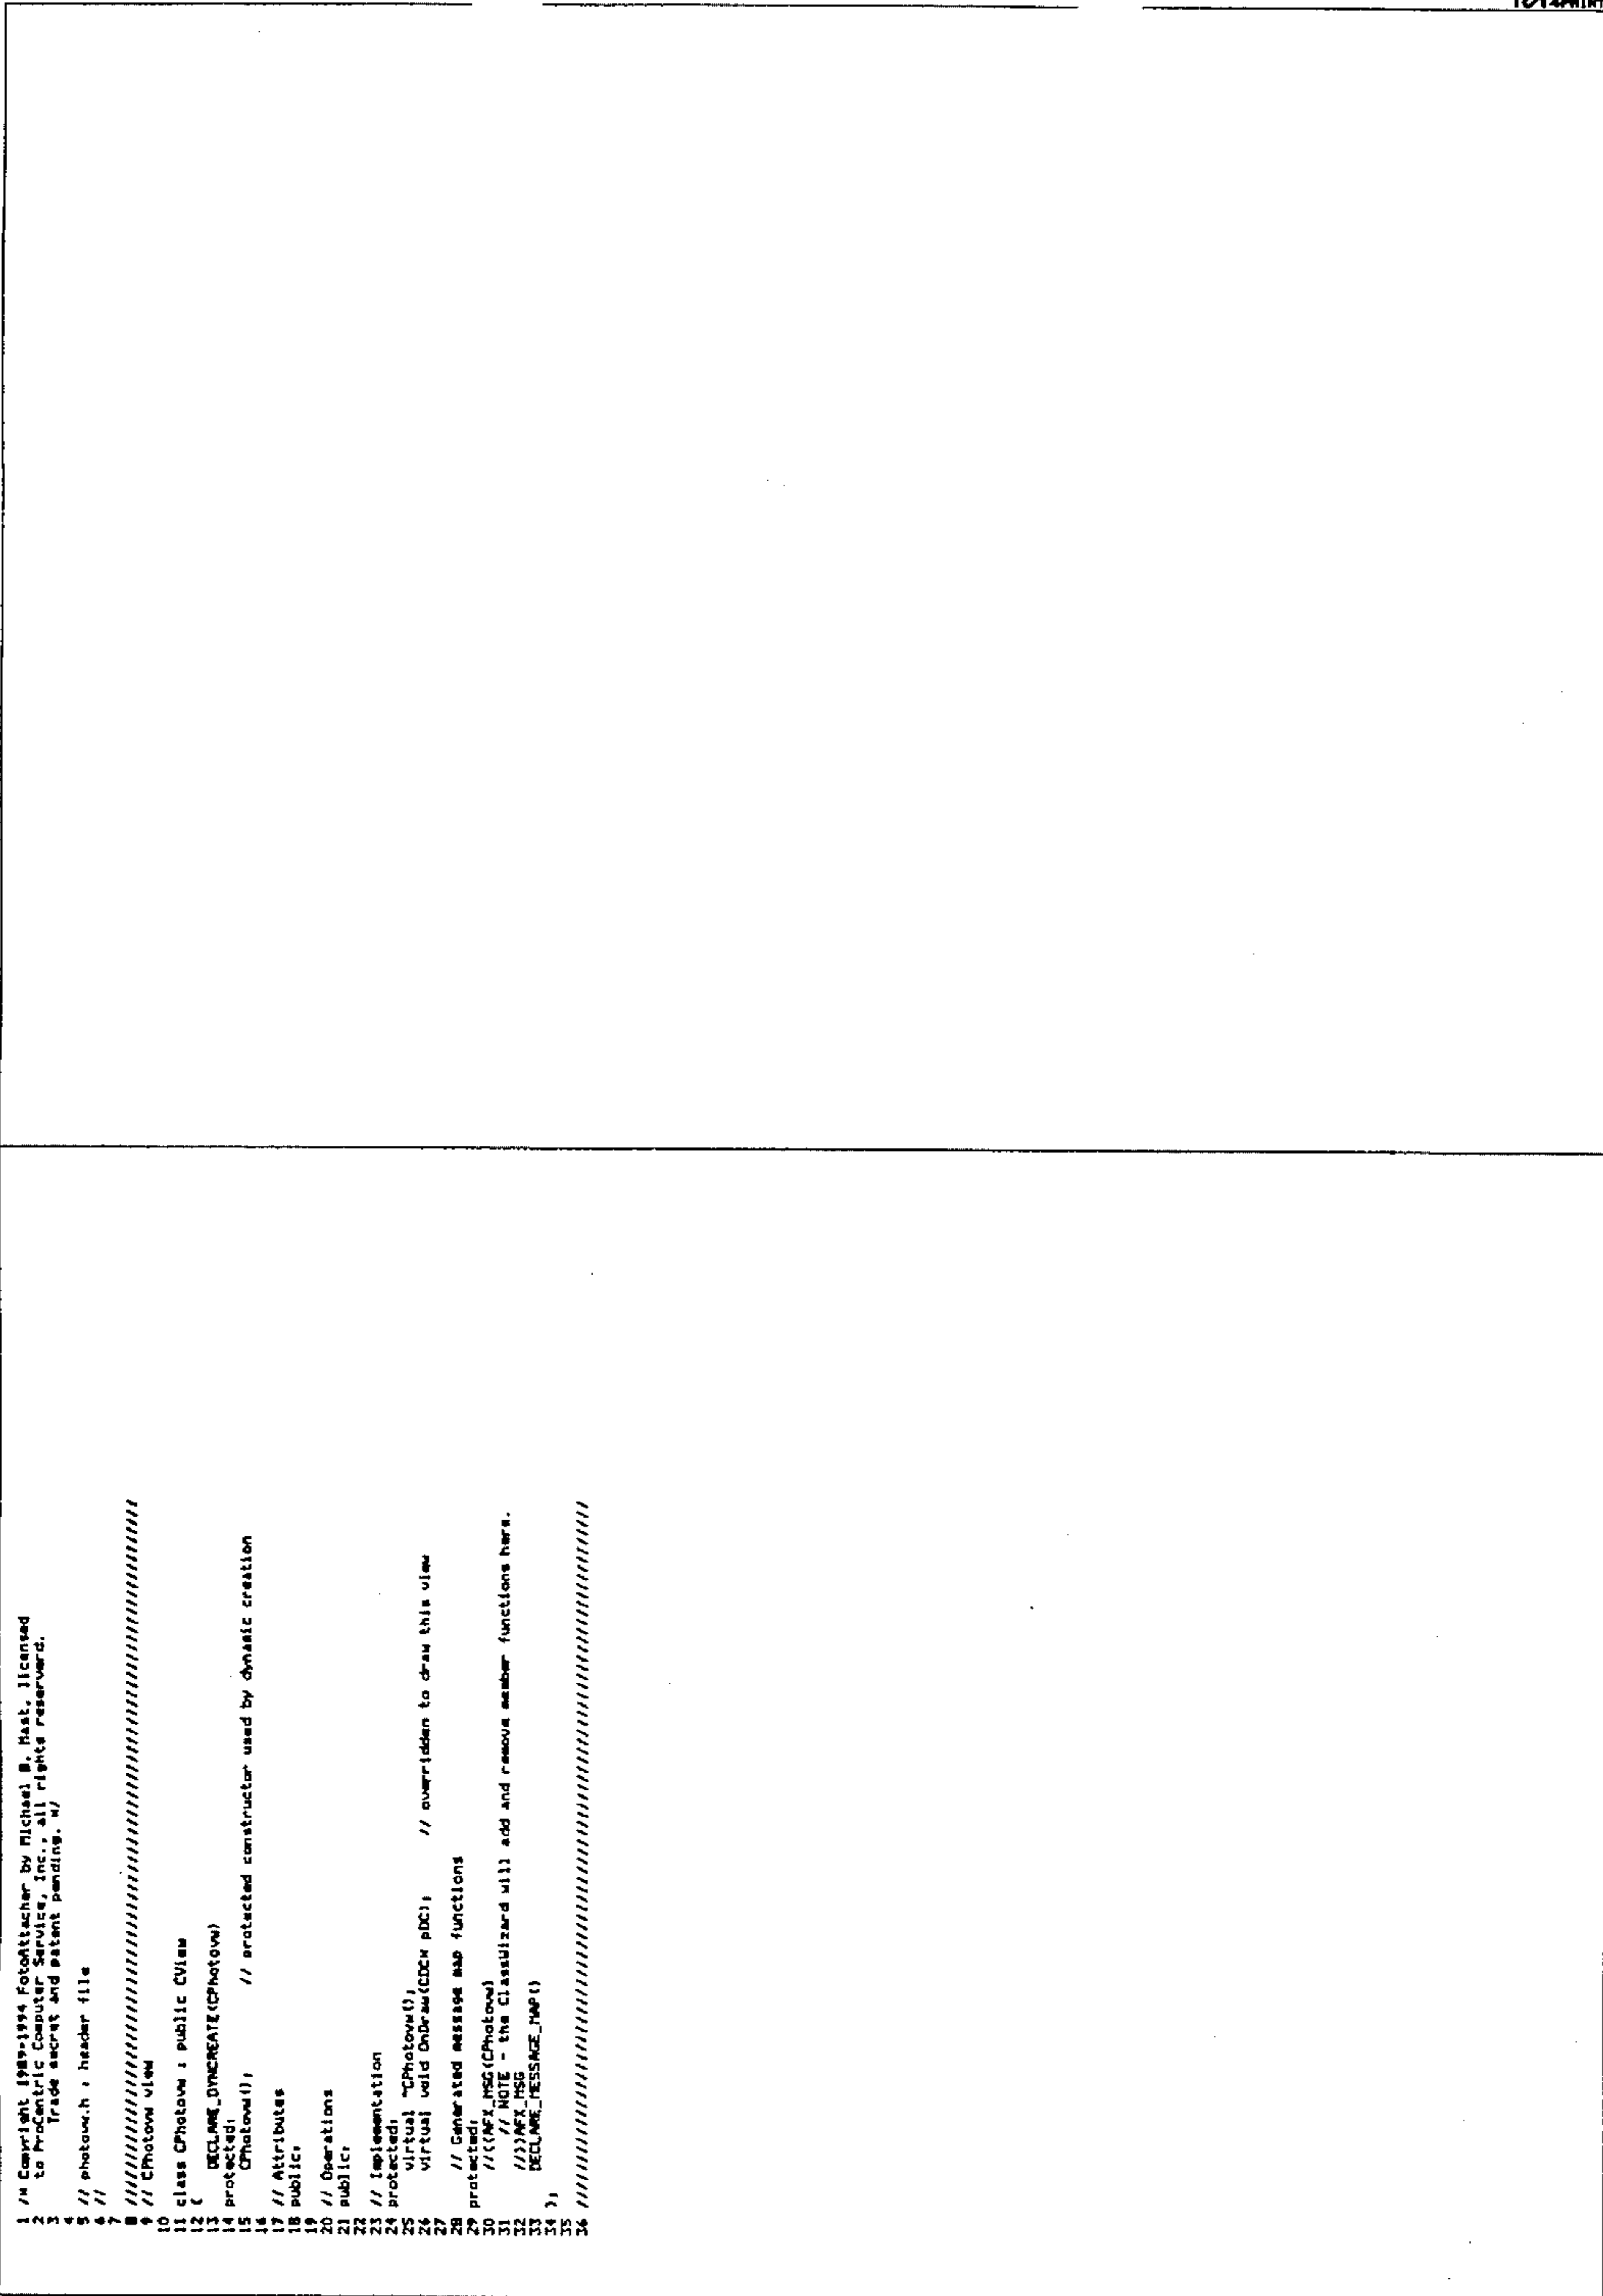 1 /* Copyright 1989-1994 FotoAttacher by Michael B. Mast, licensed
2    to ProCentric Computer Service, Inc., all rights reserverd.
3       Trade secret and patent pending. */
4
5 // photovw.h : header file
6 //
7
8 /////////////////////////////////////////////////////////////////////////////
9 // CPhotovw view
10
11 class CPhotovw : public CView
12 {
13     DECLARE_DYNCREATE(CPhotovw)
14 protected:
15     CPhotovw();          // protected constructor used by dynamic creation
16
17 // Attributes
18 public:
19
20 // Operations
21 public:
22
23 // Implementation
24 protected:
25     virtual ~CPhotovw();
26     virtual void OnDraw(CDC* pDC);     // overridden to draw this view
27
28     // Generated message map functions
29 protected:
30     //{{AFX_MSG(CPhotovw)
31         // NOTE - the ClassWizard will add and remove member functions here.
32     //}}AFX_MSG
33     DECLARE_MESSAGE_MAP()
34 };
35
36 /////////////////////////////////////////////////////////////////////////////